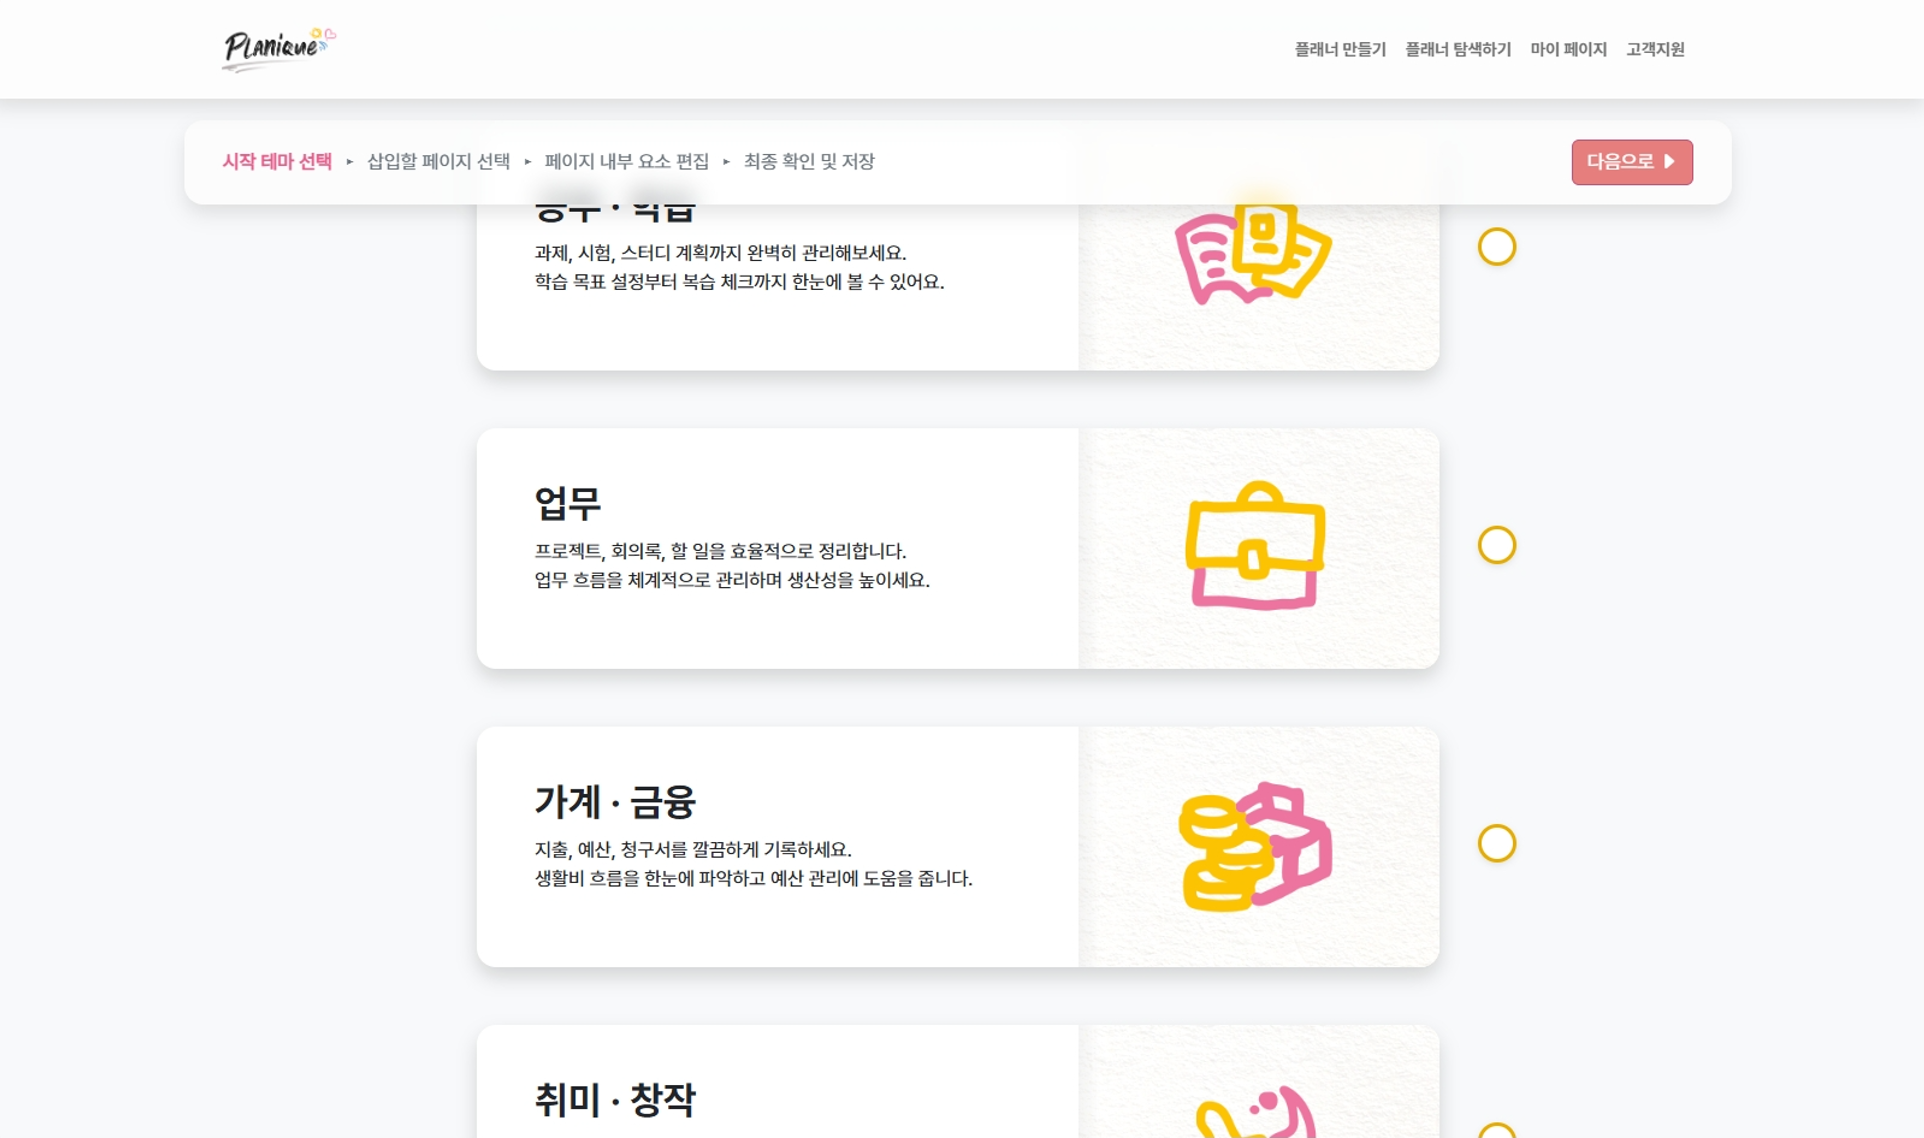 Planique
플래너 만들기 플래너 탐색하기 마이 페이지 고객지원
시작 테마 선택 ▸ 삽입할 페이지 선택 ▸ 페이지 내부 요소 편집 ▸ 최종 확인 및 저장
다음으로
· 학습
과제, 시험, 스터디 계획까지 완벽히 관리해보세요.
학습 목표 설정부터 복습 체크까지 한눈에 볼 수 있어요.
업무
프로젝트, 회의록, 할 일을 효율적으로 정리합니다.
업무 흐름을 체계적으로 관리하며 생산성을 높이세요.
가계 · 금융
지출, 예산, 청구서를 깔끔하게 기록하세요.
생활비 흐름을 한눈에 파악하고 예산 관리에 도움을 줍니다.
취미 · 창작